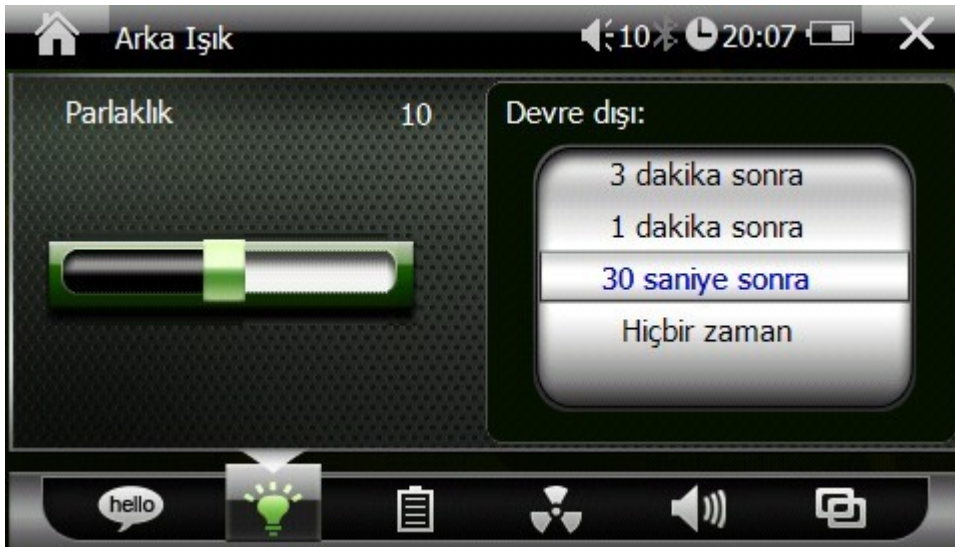 Arka Işık
10
20:07
Parlaklık
10
Devre dışı:
3 dakika sonra
1 dakika sonra
30 saniye sonra
Hiçbir zaman
hello